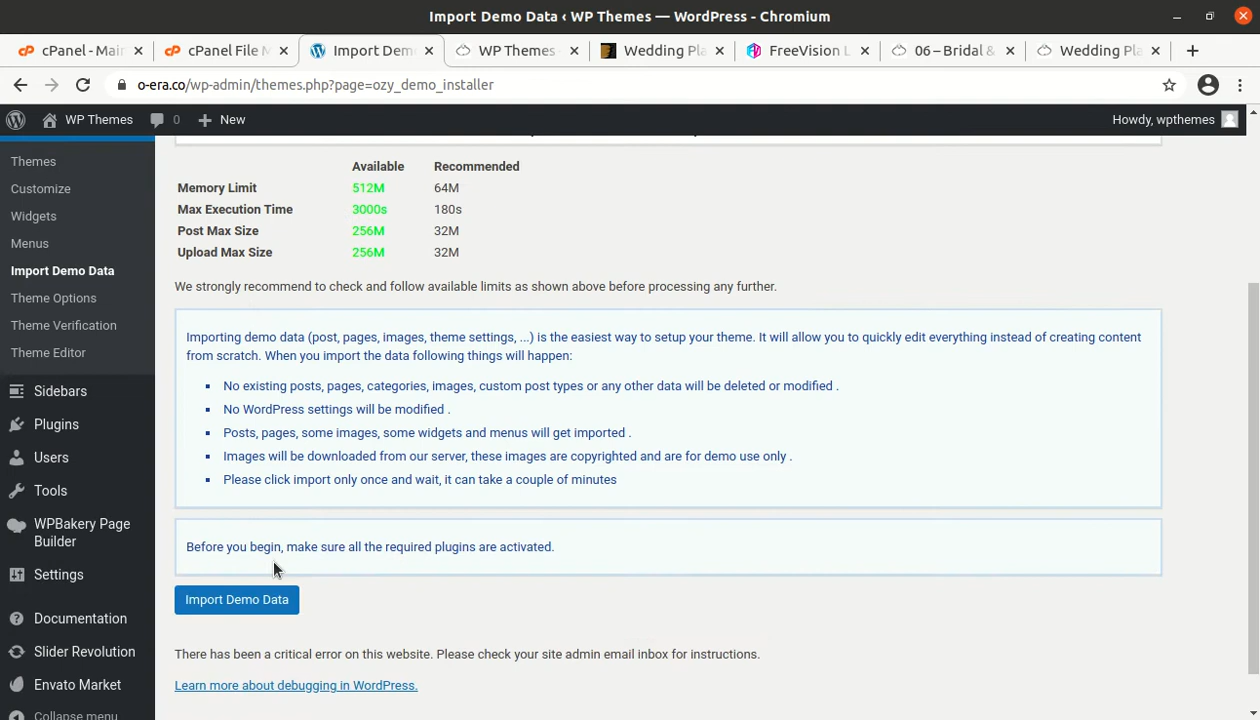 Import Demo Data ‹ WP Themes — WordPress - Chromium
cPanel - Mai
cPanel File M
Import Dem
WP Themes
Wedding Pla
FreeVision L
06 – Bridal &
Wedding Pla
o-era.co/wp-admin/themes.php?page=ozy_demo_installer
WP Themes
0
New
Howdy, wpthemes
Themes
Customize
Widgets
Menus
Import Demo Data
Theme Options
Theme Verification
Theme Editor
Sidebars
Plugins
Users
Tools
WPBakery Page
Builder
Settings
Documentation
Slider Revolution
Envato Market
Collapse menu
Available Recommended
Memory Limit 512M 64M
Max Execution Time 3000s 180s
Post Max Size 256M 32M
Upload Max Size 256M 32M
We strongly recommend to check and follow available limits as shown above before processing any further.
Importing demo data (post, pages, images, theme settings, ...) is the easiest way to setup your theme. It will allow you to quickly edit everything instead of creating content
from scratch. When you import the data following things will happen:
No existing posts, pages, categories, images, custom post types or any other data will be deleted or modified .
No WordPress settings will be modified .
Posts, pages, some images, some widgets and menus will get imported .
Images will be downloaded from our server, these images are copyrighted and are for demo use only .
Please click import only once and wait, it can take a couple of minutes
Before you begin, make sure all the required plugins are activated.
Import Demo Data
There has been a critical error on this website. Please check your site admin email inbox for instructions.
Learn more about debugging in WordPress.